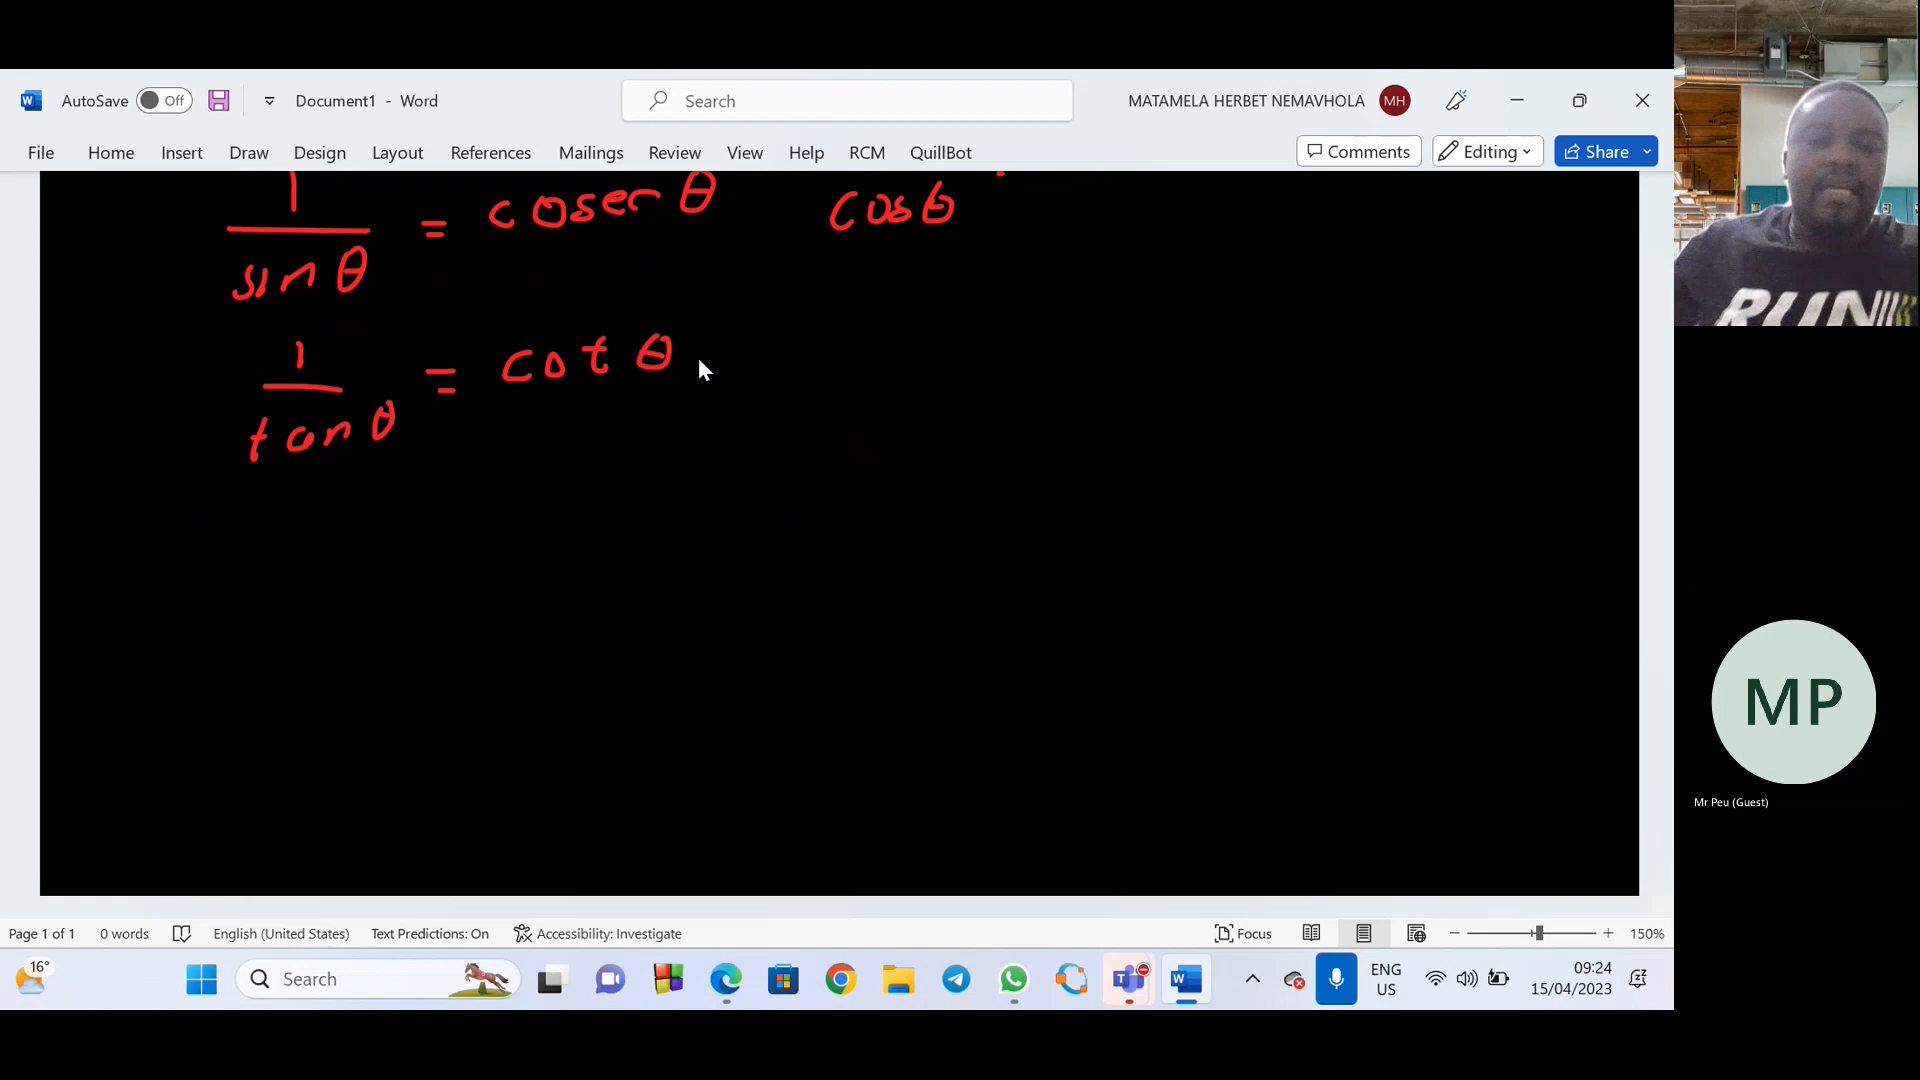 AutoSave Off Document1 - Word Search MATAMELA HERBET NEMAVHOLA MH
File Home Insert Draw Design Layout References Mailings Review View Help RCM QuillBot Comments Editing Share
1
sin θ
= cosec θ
cos θ
1
tan θ
= cot θ
RUN
MP
Mr Peu (Guest)
Page 1 of 1 0 words English (United States) Text Predictions: On Accessibility: Investigate Focus 150%
16° Search ENG US 09:24 15/04/2023